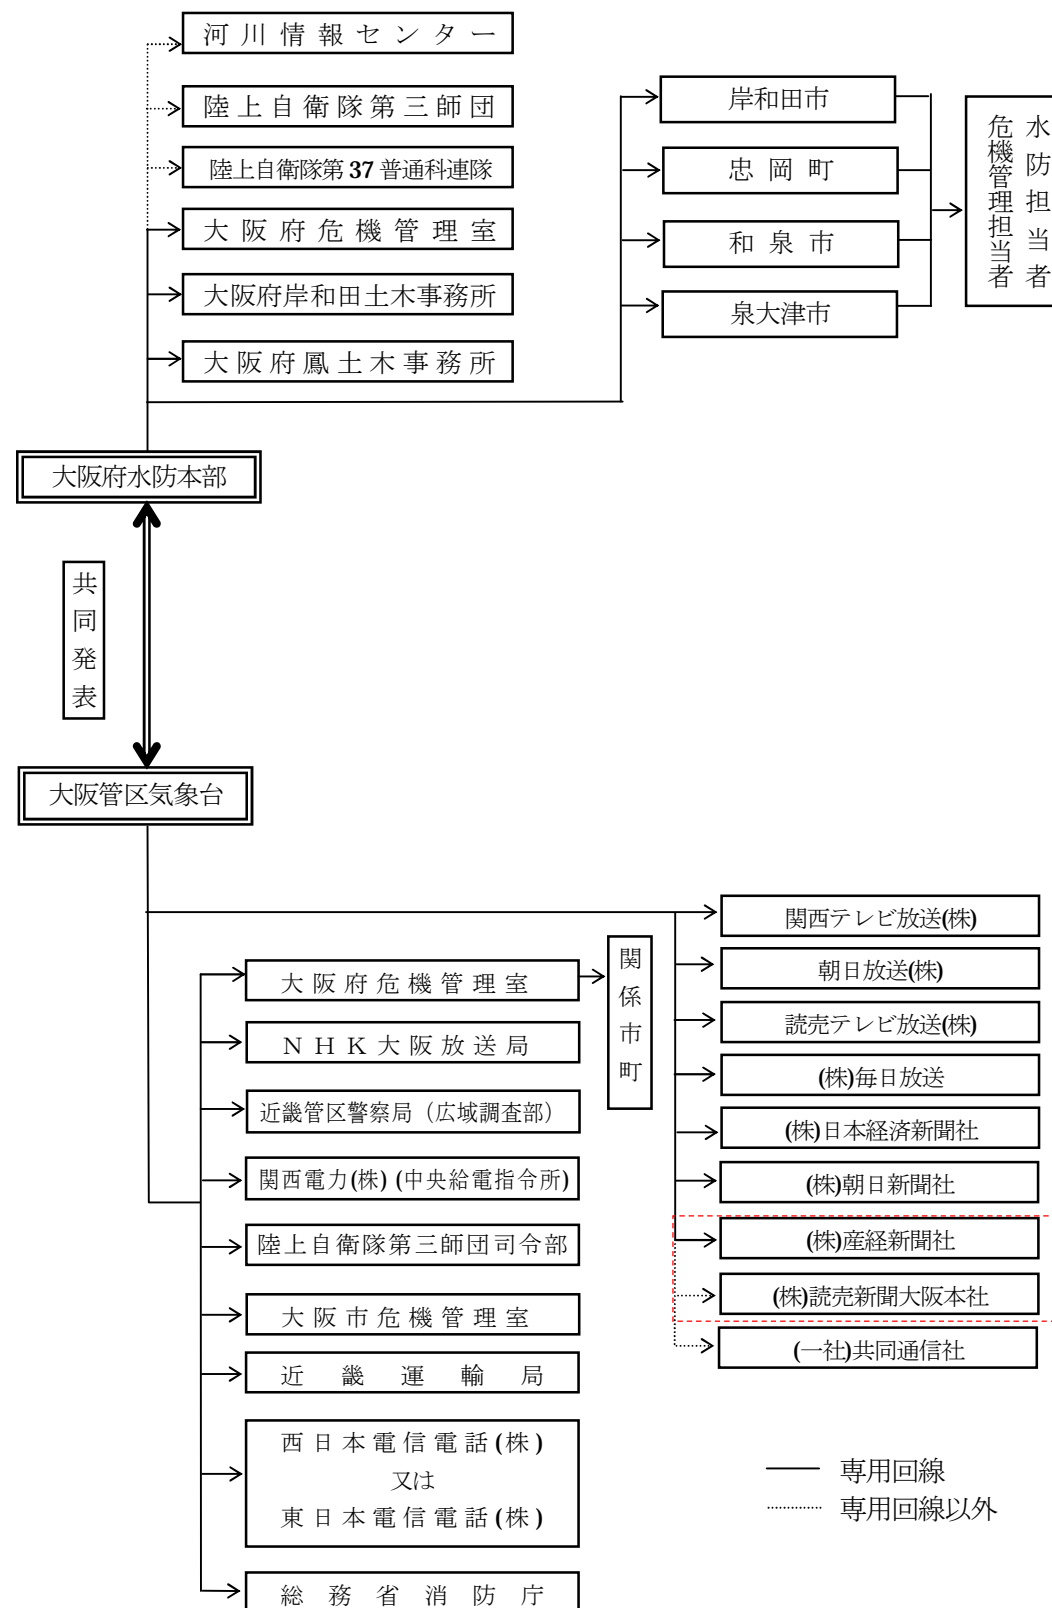 河川情報センター
陸上自衛隊第三師団
陸上自衛隊第37普通科連隊
大阪府危機管理室
大阪府岸和田土木事務所
大阪府鳳土木事務所
岸和田市
忠岡町
和泉市
泉大津市
水防担当者
危機管理担当者
大阪府水防本部
共同発表
大阪管区気象台
大阪府危機管理室
NHK大阪放送局
近畿管区警察局(広域調査部)
関西電力(株)(中央給電指令所)
陸上自衛隊第三師団司令部
大阪市危機管理室
近畿運輸局
西日本電信電話(株)
又は
東日本電信電話(株)
総務省消防庁
関係市町
関西テレビ放送(株)
朝日放送(株)
読売テレビ放送(株)
(株)毎日放送
(株)日本経済新聞社
(株)朝日新聞社
(株)産経新聞社
(株)読売新聞大阪本社
(一社)共同通信社
専用回線
専用回線以外